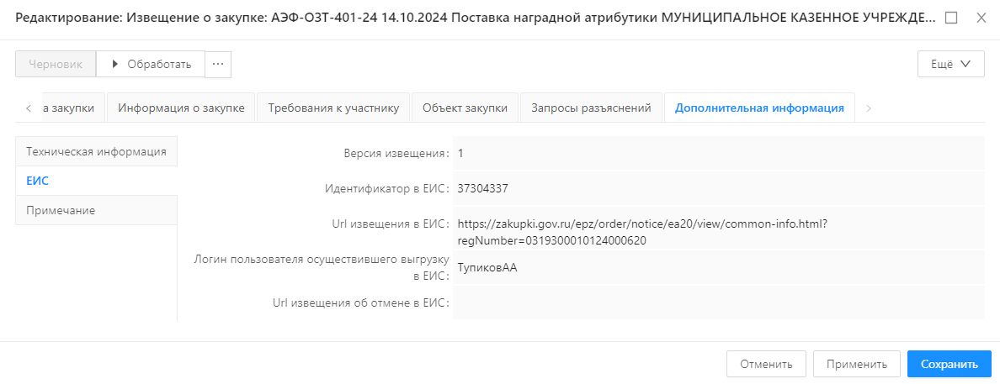 Редактирование: Извещение о закупке: АЭФ-ОЗТ-401-24 14.10.2024 Поставка наградной атрибутики МУНИЦИПАЛЬНОЕ КАЗЕННОЕ УЧРЕЖДЕ...
Черновик Обработать ... Ещё
а закупки Информация о закупке Требования к участнику Объект закупки Запросы разъяснений Дополнительная информация
Техническая информация
ЕИС
Примечание
Версия извещения: 1
Идентификатор в ЕИС: 37304337
Url извещения в ЕИС: https://zakupki.gov.ru/epz/order/notice/ea20/view/common-info.html?
regNumber=0319300010124000620
Логин пользователя осуществившего выгрузку
в ЕИС: ТупиковАА
Url извещения об отмене в ЕИС:
Отменить Применить Сохранить